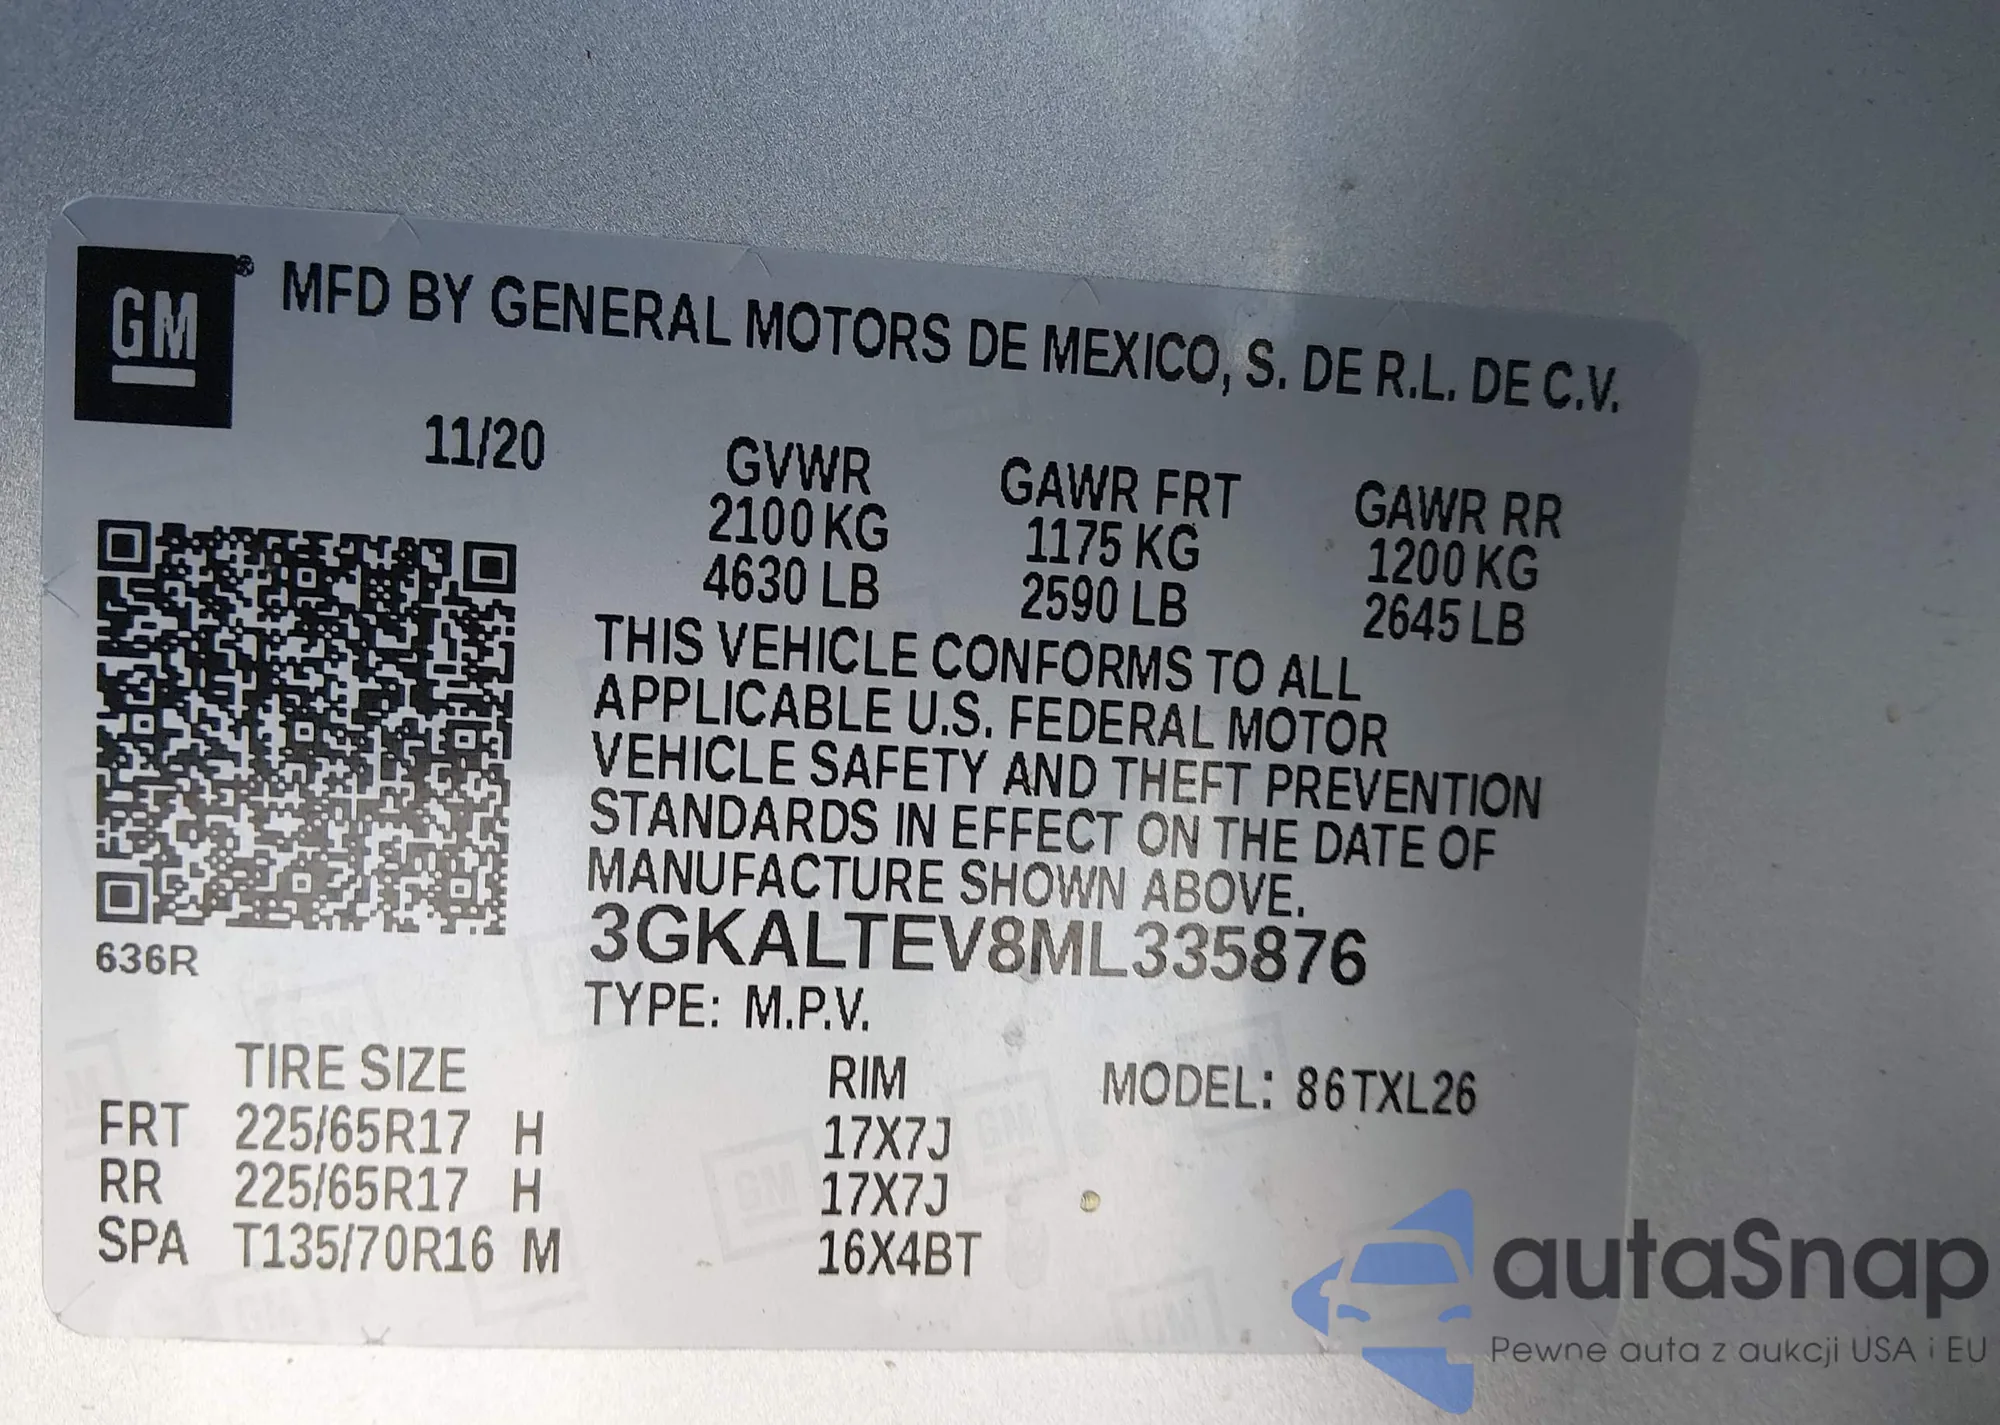 GM ® MFD BY GENERAL MOTORS DE MEXICO, S. DE R.L. DE C.V.
11/20
GVWR GAWR FRT GAWR RR
2100 KG 1175 KG 1200 KG
4630 LB 2590 LB 2645 LB
THIS VEHICLE CONFORMS TO ALL
APPLICABLE U.S. FEDERAL MOTOR
VEHICLE SAFETY AND THEFT PREVENTION
STANDARDS IN EFFECT ON THE DATE OF
MANUFACTURE SHOWN ABOVE.
3GKALTEV8ML335876
636R
TYPE: M.P.V.
TIRE SIZE RIM MODEL: 86TXL26
FRT 225/65R17 H 17X7J
RR 225/65R17 H 17X7J
SPA T135/70R16 M 16X4BT
autaSnap
Pewne auta z aukcji USA i EU